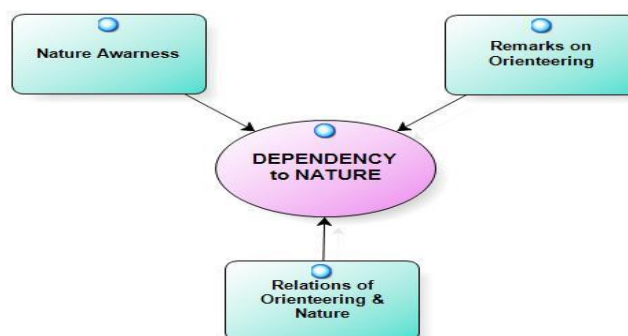 Nature Awarness
Remarks on
Orienteering
DEPENDENCY
to NATURE
Relations of
Orienteering &
Nature